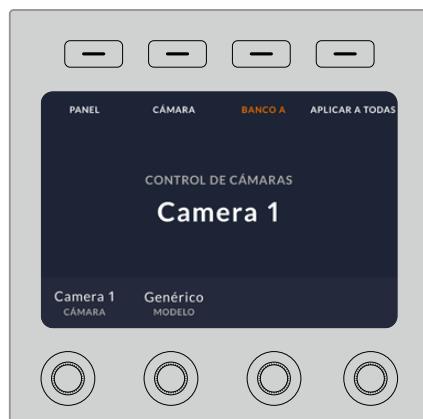 PANEL CÁMARA BANCO A APLICAR A TODAS
CONTROL DE CÁMARAS
Camera 1
Camera 1 Genérico
CÁMARA MODELO